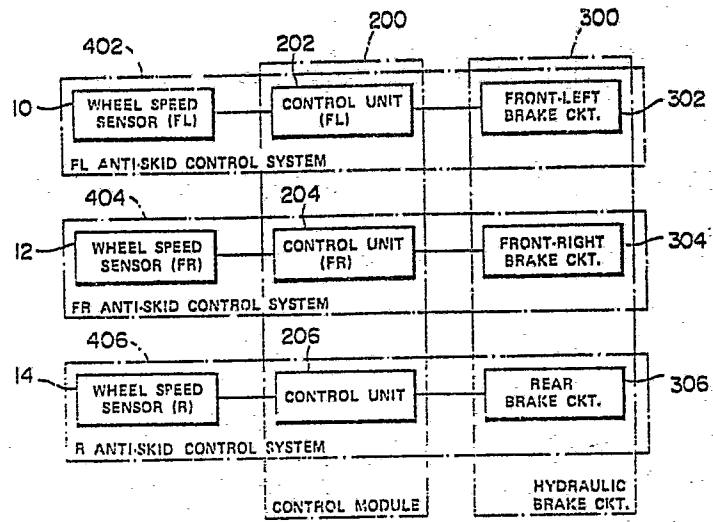 402
202
200
300
10
WHEEL SPEED
SENSOR (FL)
CONTROL UNIT
(FL)
FRONT-LEFT
BRAKE CKT.
302
FL ANTI-SKID CONTROL SYSTEM
404
204
12
WHEEL SPEED
SENSOR (FR)
CONTROL UNIT
(FR)
FRONT-RIGHT
BRAKE CKT.
304
FR ANTI-SKID CONTROL SYSTEM
406
206
14
WHEEL SPEED
SENSOR (R)
CONTROL UNIT
REAR
BRAKE CKT.
306
R ANTI-SKID CONTROL SYSTEM
CONTROL MODULE
HYDRAULIC
BRAKE CKT.